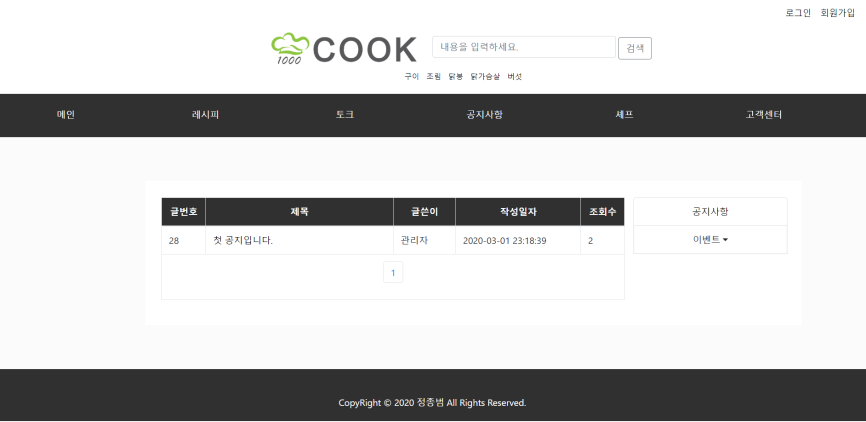 로그인 회원가입
1000 COOK 내용을 입력하세요. 검색
구이 조림 닭봉 닭가슴살 버섯
메인 레시피 토크 공지사항 셰프 고객센터
글번호 제목 글쓴이 작성일자 조회수 공지사항
28 첫 공지입니다. 관리자 2020-03-01 23:18:39 2 이벤트
1
CopyRight © 2020 정종범 All Rights Reserved.